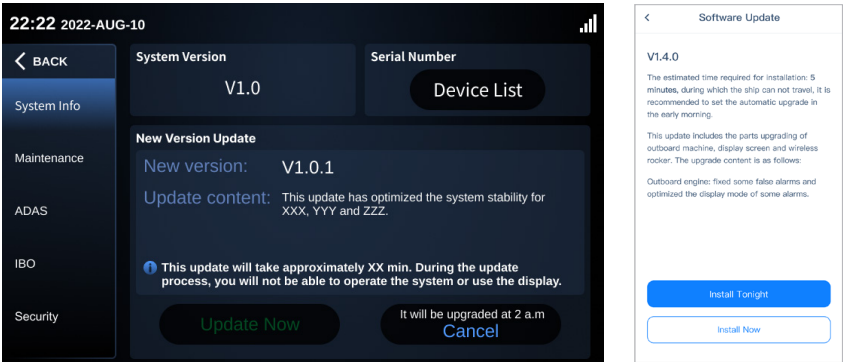 22:22 2022-AUG-10
BACK
System Info
Maintenance
ADAS
IBO
Security
System Version
V1.0
Serial Number
Device List
New Version Update
New version: V1.0.1
Update content: This update has optimized the system stability for
XXX, YYY and ZZZ.
This update will take approximately XX min. During the update
process, you will not be able to operate the system or use the display.
Update Now
It will be upgraded at 2 a.m
Cancel
Software Update
V1.4.0
The estimated time required for installation: 5
minutes, during which the ship can not travel, it is
recommended to set the automatic upgrade in
the early morning.
This update includes the parts upgrading of
outboard machine, display screen and wireless
rocker. The upgrade content is as follows:
Outboard engine: fixed some false alarms and
optimized the display mode of some alarms.
Install Tonight
Install Now